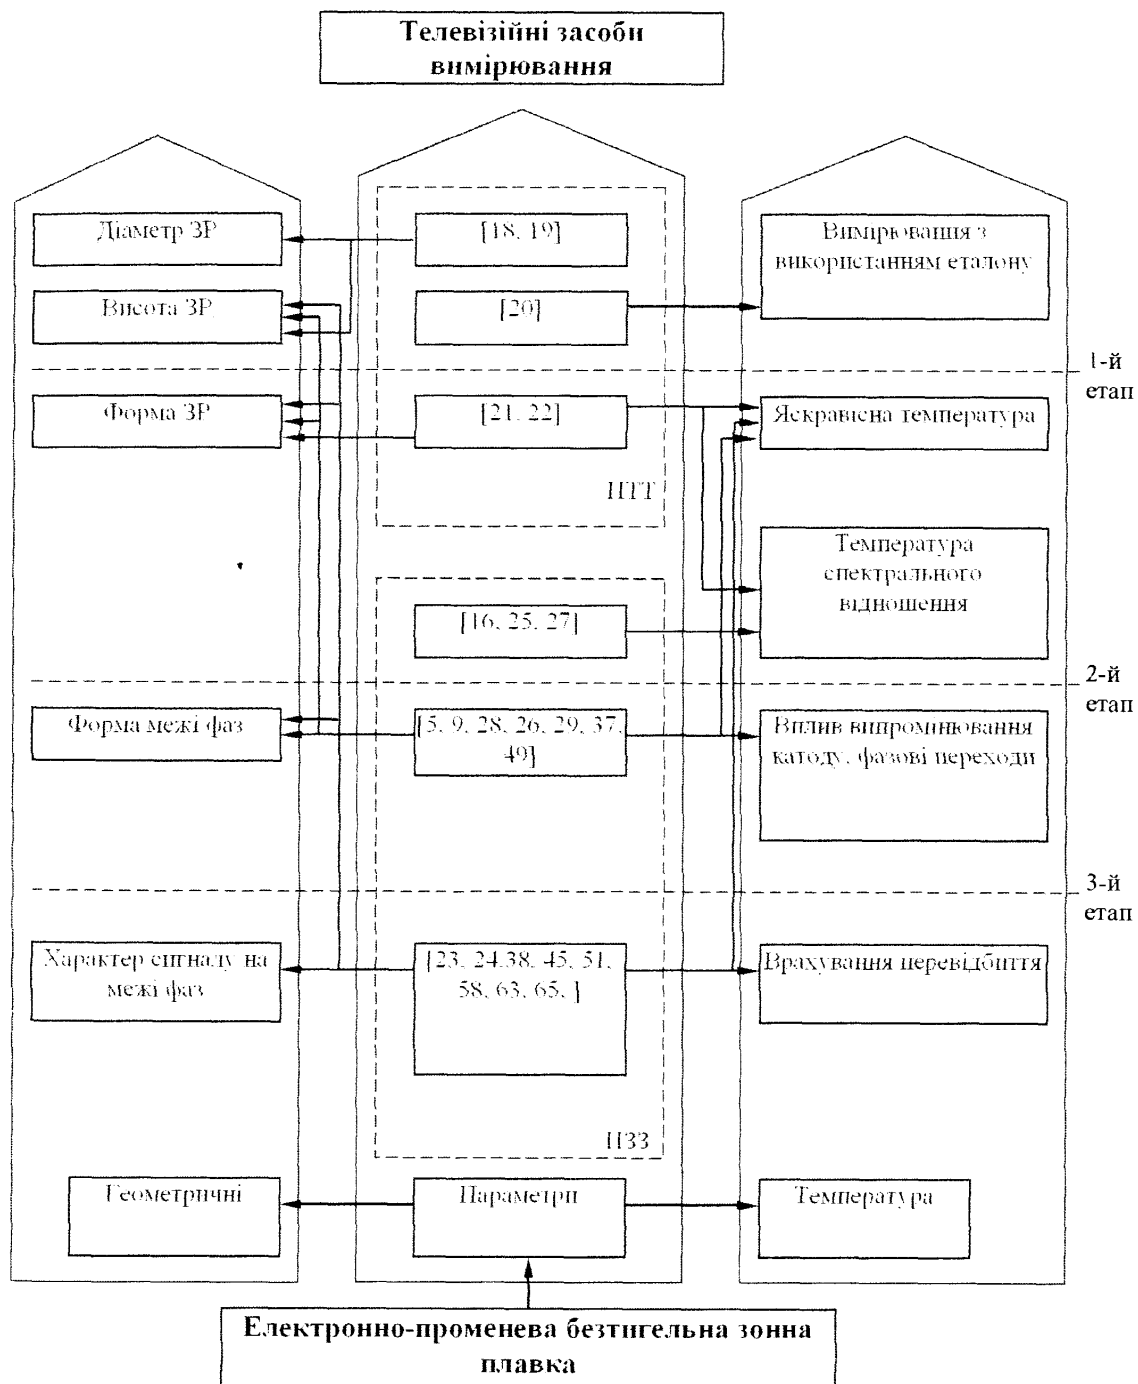 Телевізійні засоби
вимірювання
Діаметр ЗР
[18, 19]
Вимірювання з
використанням еталону
Висота ЗР
[20]
1-й
етап
Форма ЗР
[21, 22]
Яскравісна температура
ПТТ
Температура
спектрального
відношення
[16, 25, 27]
2-й
етап
Форма межі фаз
[5, 9, 28, 26, 29, 37,
49]
Вплив випромінювання
катоду, фазові переходи
3-й
етап
Характер сигналу на
межі фаз
[23, 24.38, 45, 51,
58, 63, 65, ]
Врахування перевідбиття
ПЗЗ
Геометричні
Параметри
Температура
Електронно-променева безтигельна зонна
плавка